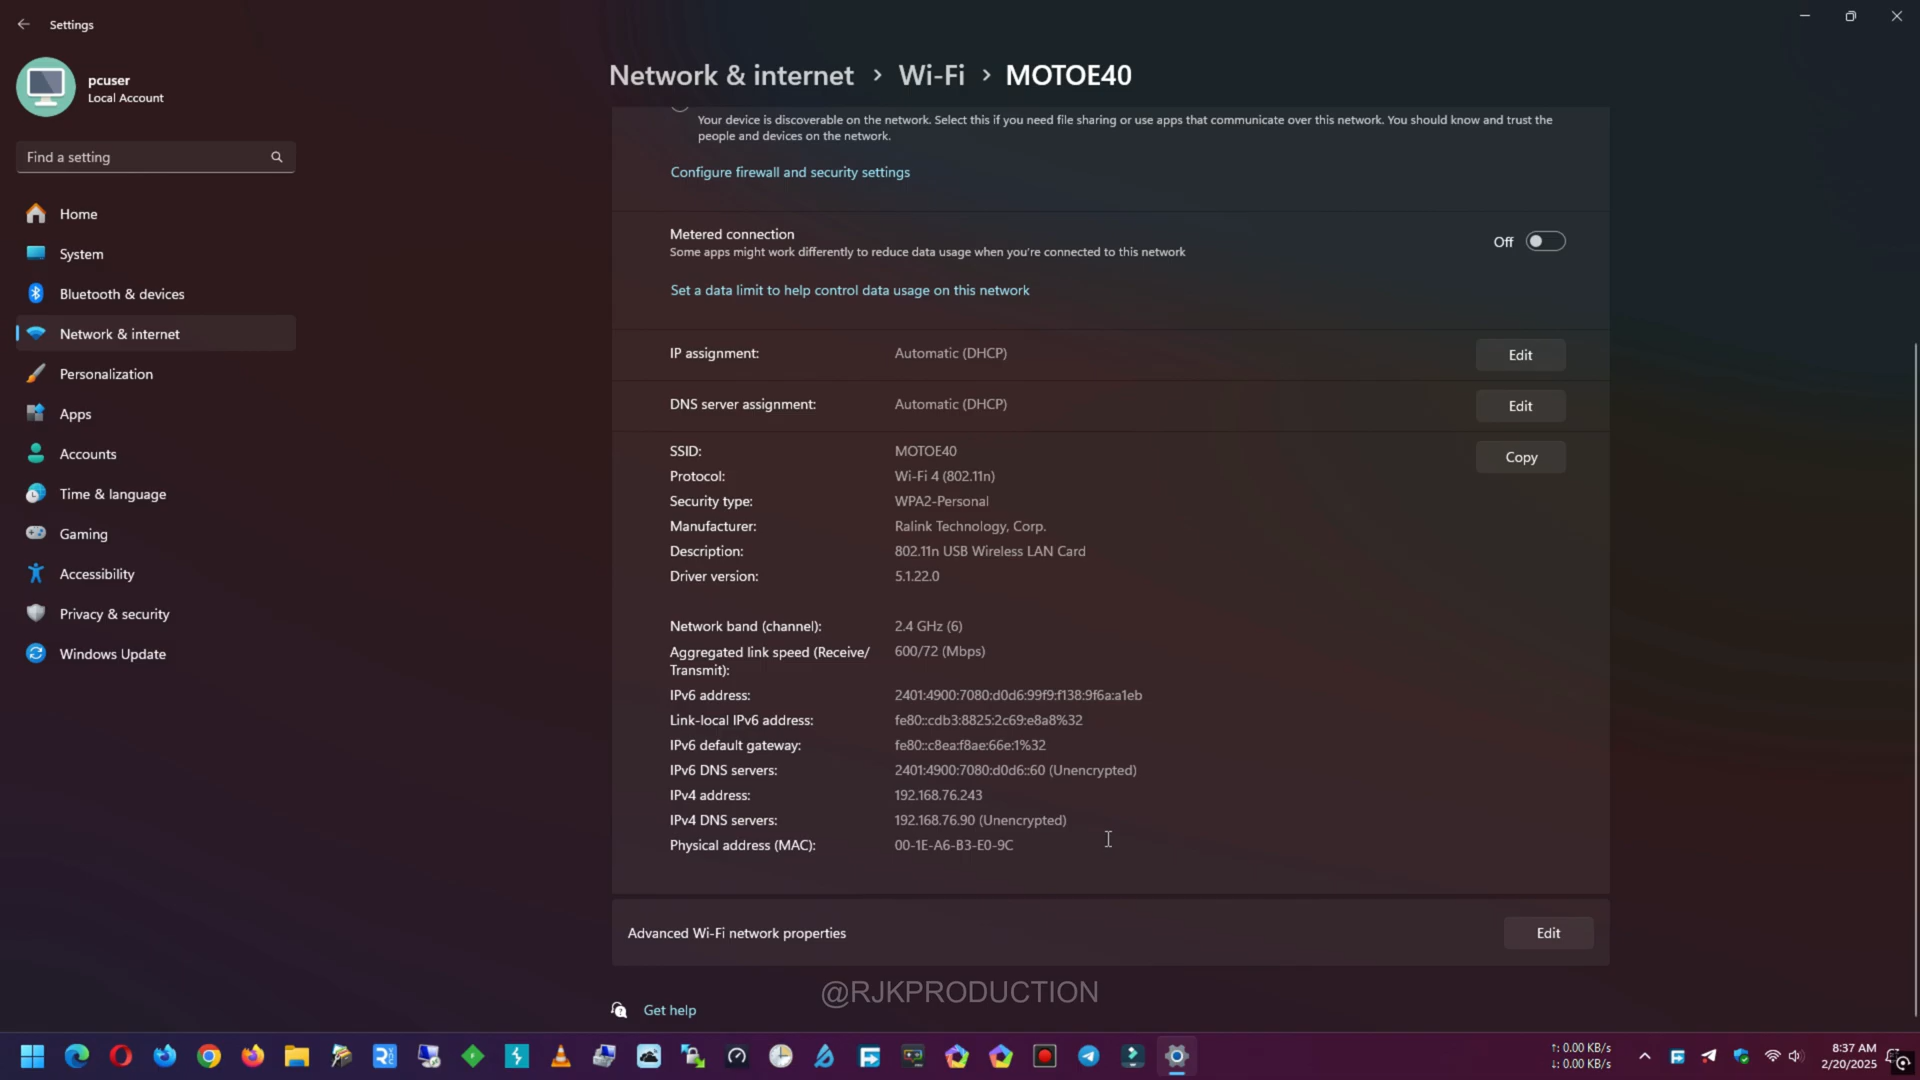 Settings
pcuser
Local Account
Find a setting
Home
System
Bluetooth & devices
Network & internet
Personalization
Apps
Accounts
Time & language
Gaming
Accessibility
Privacy & security
Windows Update
Network & internet › Wi-Fi › MOTOE40
Your device is discoverable on the network. Select this if you need file sharing or use apps that communicate over this network. You should know and trust the
people and devices on the network.
Configure firewall and security settings
Metered connection
Some apps might work differently to reduce data usage when you're connected to this network
Off
Set a data limit to help control data usage on this network
IP assignment: Automatic (DHCP) Edit
DNS server assignment: Automatic (DHCP) Edit
SSID: MOTOE40 Copy
Protocol: Wi-Fi 4 (802.11n)
Security type: WPA2-Personal
Manufacturer: Ralink Technology, Corp.
Description: 802.11n USB Wireless LAN Card
Driver version: 5.1.22.0
Network band (channel): 2.4 GHz (6)
Aggregated link speed (Receive/ 600/72 (Mbps)
Transmit):
IPv6 address: 2401:4900:7080:d0d6:99f9:f138:9f6a:a1eb
Link-local IPv6 address: fe80::cdb3:8825:2c69:e8a8%32
IPv6 default gateway: fe80::c8ea:f8ae:66e:1%32
IPv6 DNS servers: 2401:4900:7080:d0d6::60 (Unencrypted)
IPv4 address: 192.168.76.243
IPv4 DNS servers: 192.168.76.90 (Unencrypted)
Physical address (MAC): 00-1E-A6-B3-E0-9C
Advanced Wi-Fi network properties Edit
@RJKPRODUCTION
Get help
↑: 0.00 KB/s
↓: 0.00 KB/s
8:37 AM
2/20/2025